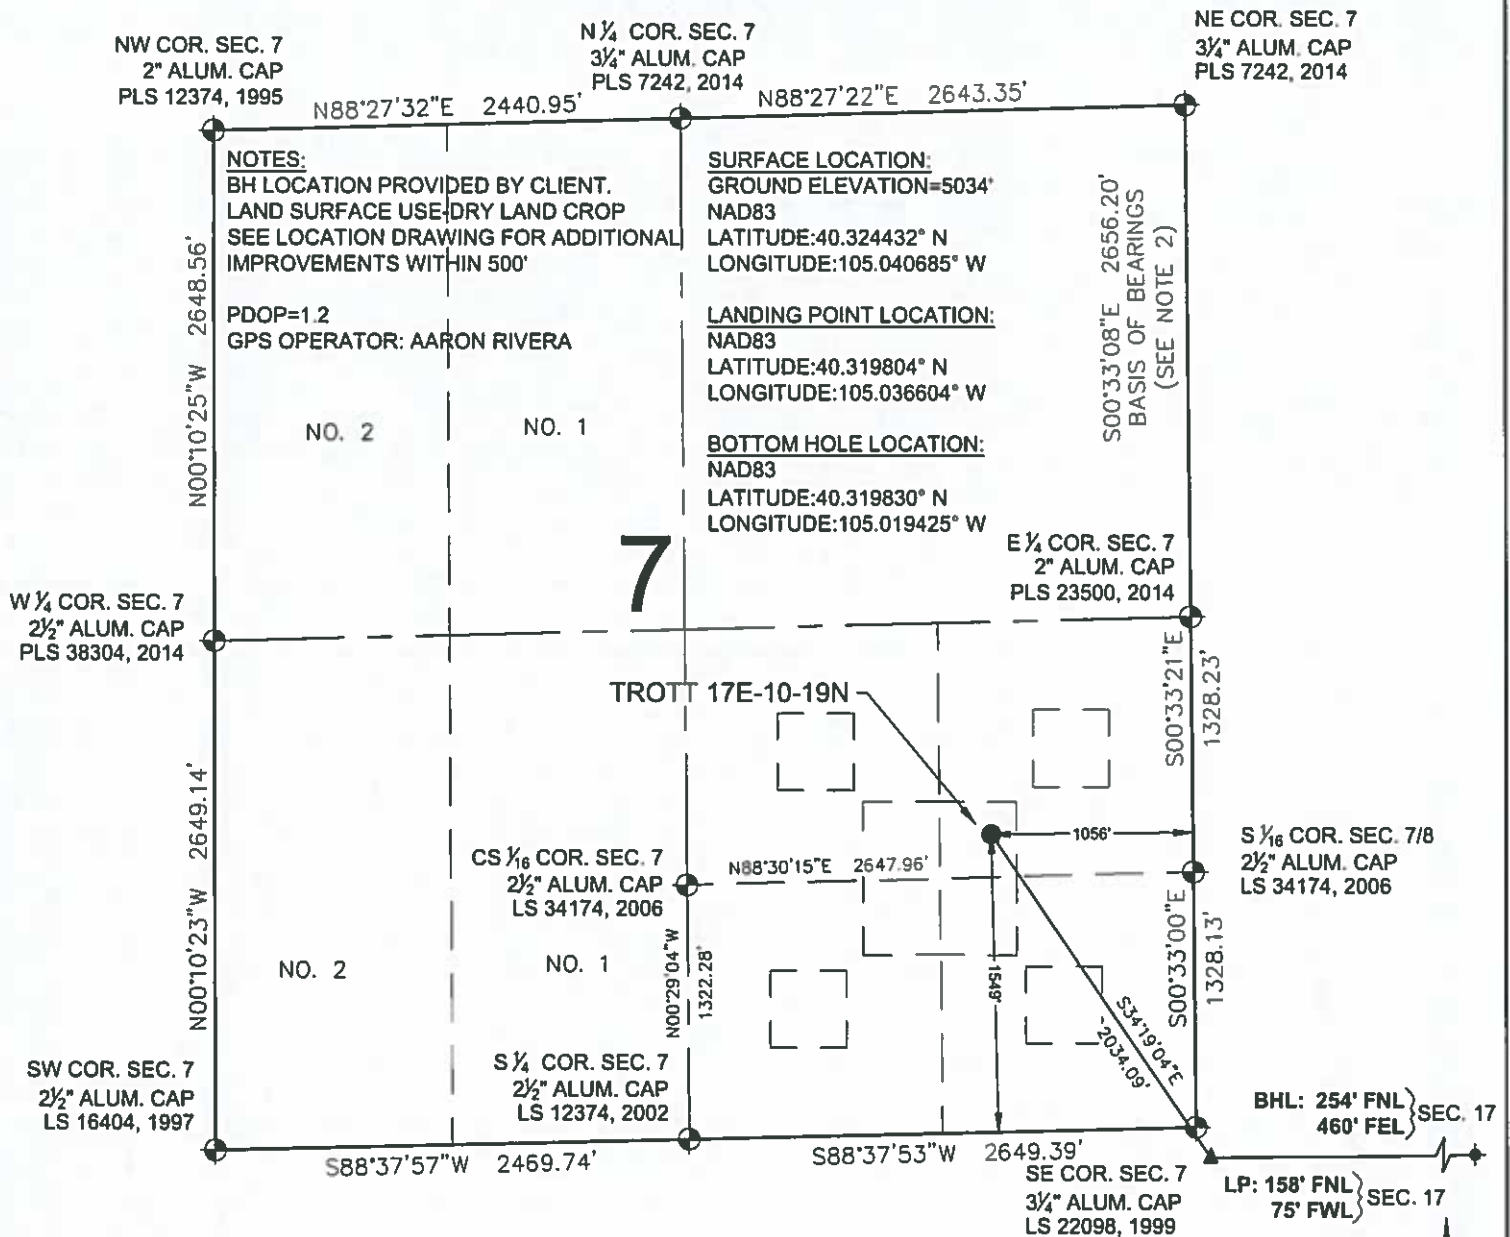 NW COR. SEC. 7
2" ALUM. CAP
PLS 12374, 1995
N ¼ COR. SEC. 7
3¼" ALUM. CAP
PLS 7242, 2014
NE COR. SEC. 7
3¼" ALUM. CAP
PLS 7242, 2014
N88°27'32"E 2440.95'
N88°27'22"E 2643.35'
NOTES:
BH LOCATION PROVIDED BY CLIENT.
LAND SURFACE USE-DRY LAND CROP
SEE LOCATION DRAWING FOR ADDITIONAL
IMPROVEMENTS WITHIN 500'
PDOP=1.2
GPS OPERATOR: AARON RIVERA
SURFACE LOCATION:
GROUND ELEVATION=5034'
NAD83
LATITUDE:40.324432° N
LONGITUDE:105.040685° W
LANDING POINT LOCATION:
NAD83
LATITUDE:40.319804° N
LONGITUDE:105.036604° W
BOTTOM HOLE LOCATION:
NAD83
LATITUDE:40.319830° N
LONGITUDE:105.019425° W
N00°10'25"W 2648.56'
S00°33'08"E 2656.20'
BASIS OF BEARINGS
(SEE NOTE 2)
NO. 2
NO. 1
7
E ¼ COR. SEC. 7
2" ALUM. CAP
PLS 23500, 2014
W ¼ COR. SEC. 7
2½" ALUM. CAP
PLS 38304, 2014
TROTT 17E-10-19N
S00°33'21"E
1328.23'
1056'
S 1/16 COR. SEC. 7/8
2½" ALUM. CAP
LS 34174, 2006
CS 1/16 COR. SEC. 7
2½" ALUM. CAP
LS 34174, 2006
N88°30'15"E 2647.96'
N00°10'23"W 2649.14'
NO. 2
NO. 1
N00°29'04"W
1322.28'
1549'
S34°19'04"E
2034.09'
S00°33'00"E
1328.13'
SW COR. SEC. 7
2½" ALUM. CAP
LS 16404, 1997
S ¼ COR. SEC. 7
2½" ALUM. CAP
LS 12374, 2002
S88°37'57"W 2469.74'
S88°37'53"W 2649.39'
SE COR. SEC. 7
3¼" ALUM. CAP
LS 22098, 1999
BHL: 254' FNL
460' FEL
SEC. 17
LP: 158' FNL
75' FWL
SEC. 17